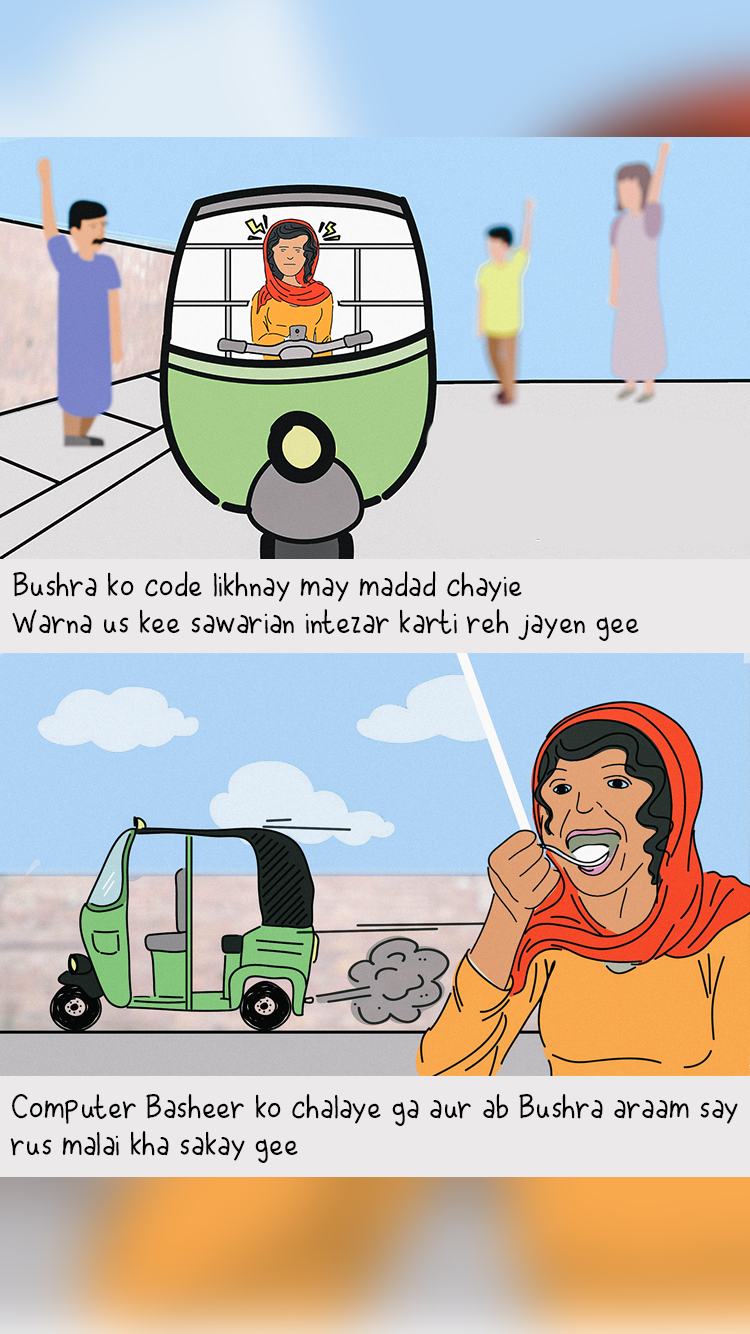 Bushra ko code likhnay may madad chayie
Warna us kee sawarian intezar karti reh jayen gee
Computer Basheer ko chalaye ga aur ab Bushra araam say
rus malai kha sakay gee